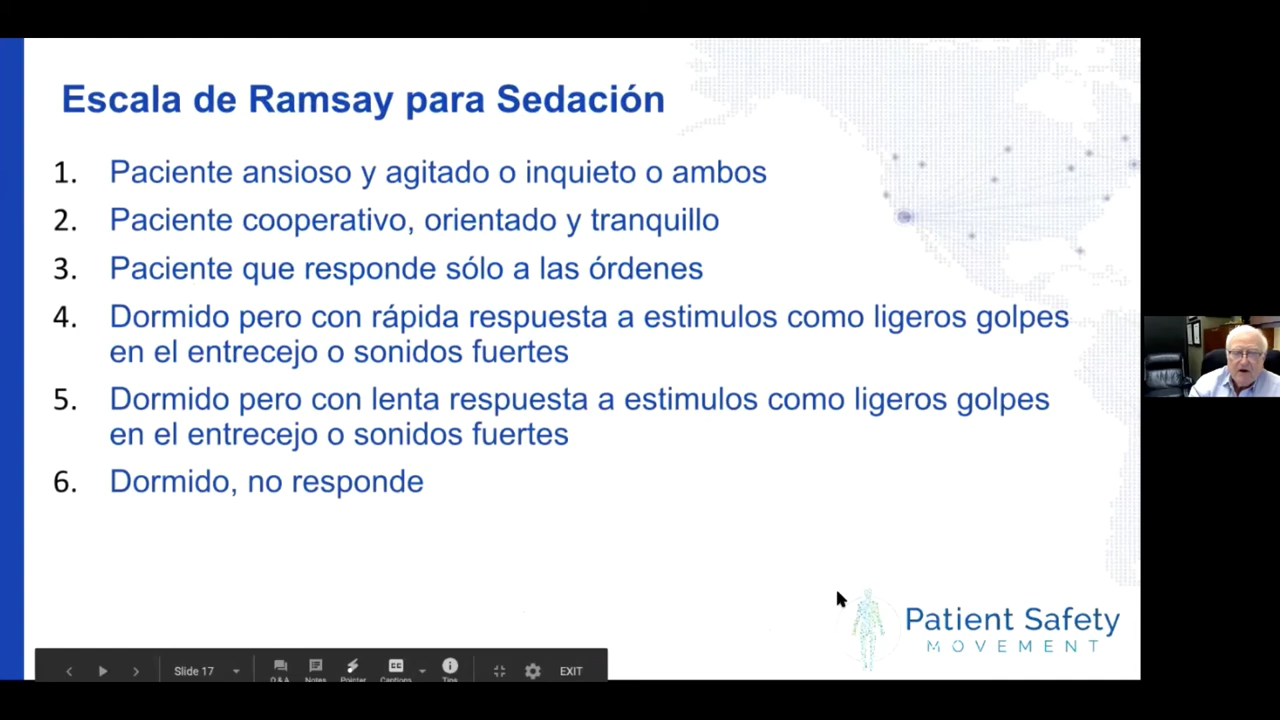 Escala de Ramsay para Sedación
1. Paciente ansioso y agitado o inquieto o ambos
2. Paciente cooperativo, orientado y tranquillo
3. Paciente que responde sólo a las órdenes
4. Dormido pero con rápida respuesta a estimulos como ligeros golpes
en el entrecejo o sonidos fuertes
5. Dormido pero con lenta respuesta a estimulos como ligeros golpes
en el entrecejo o sonidos fuertes
6. Dormido, no responde
Patient Safety
MOVEMENT
Slide 17
Q&A Notes Pointer Captions Tips
EXIT